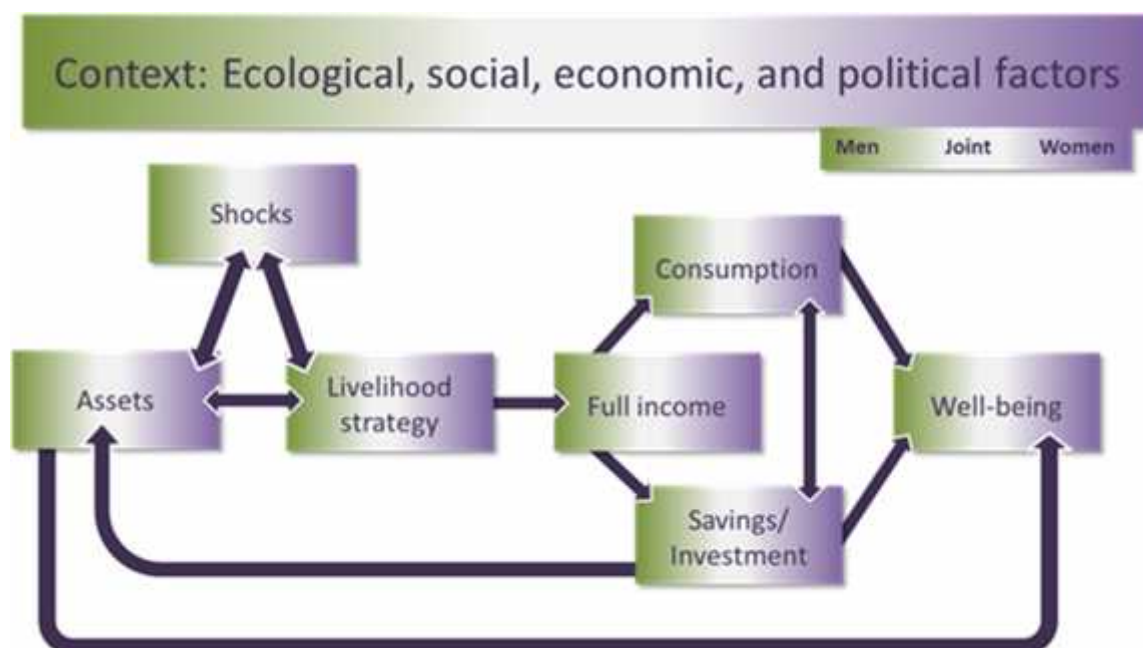 Context: Ecological, social, economic, and political factors
Men Joint Women
Shocks
Consumption
Assets
Livelihood
strategy
Full income
Well-being
Savings/
Investment